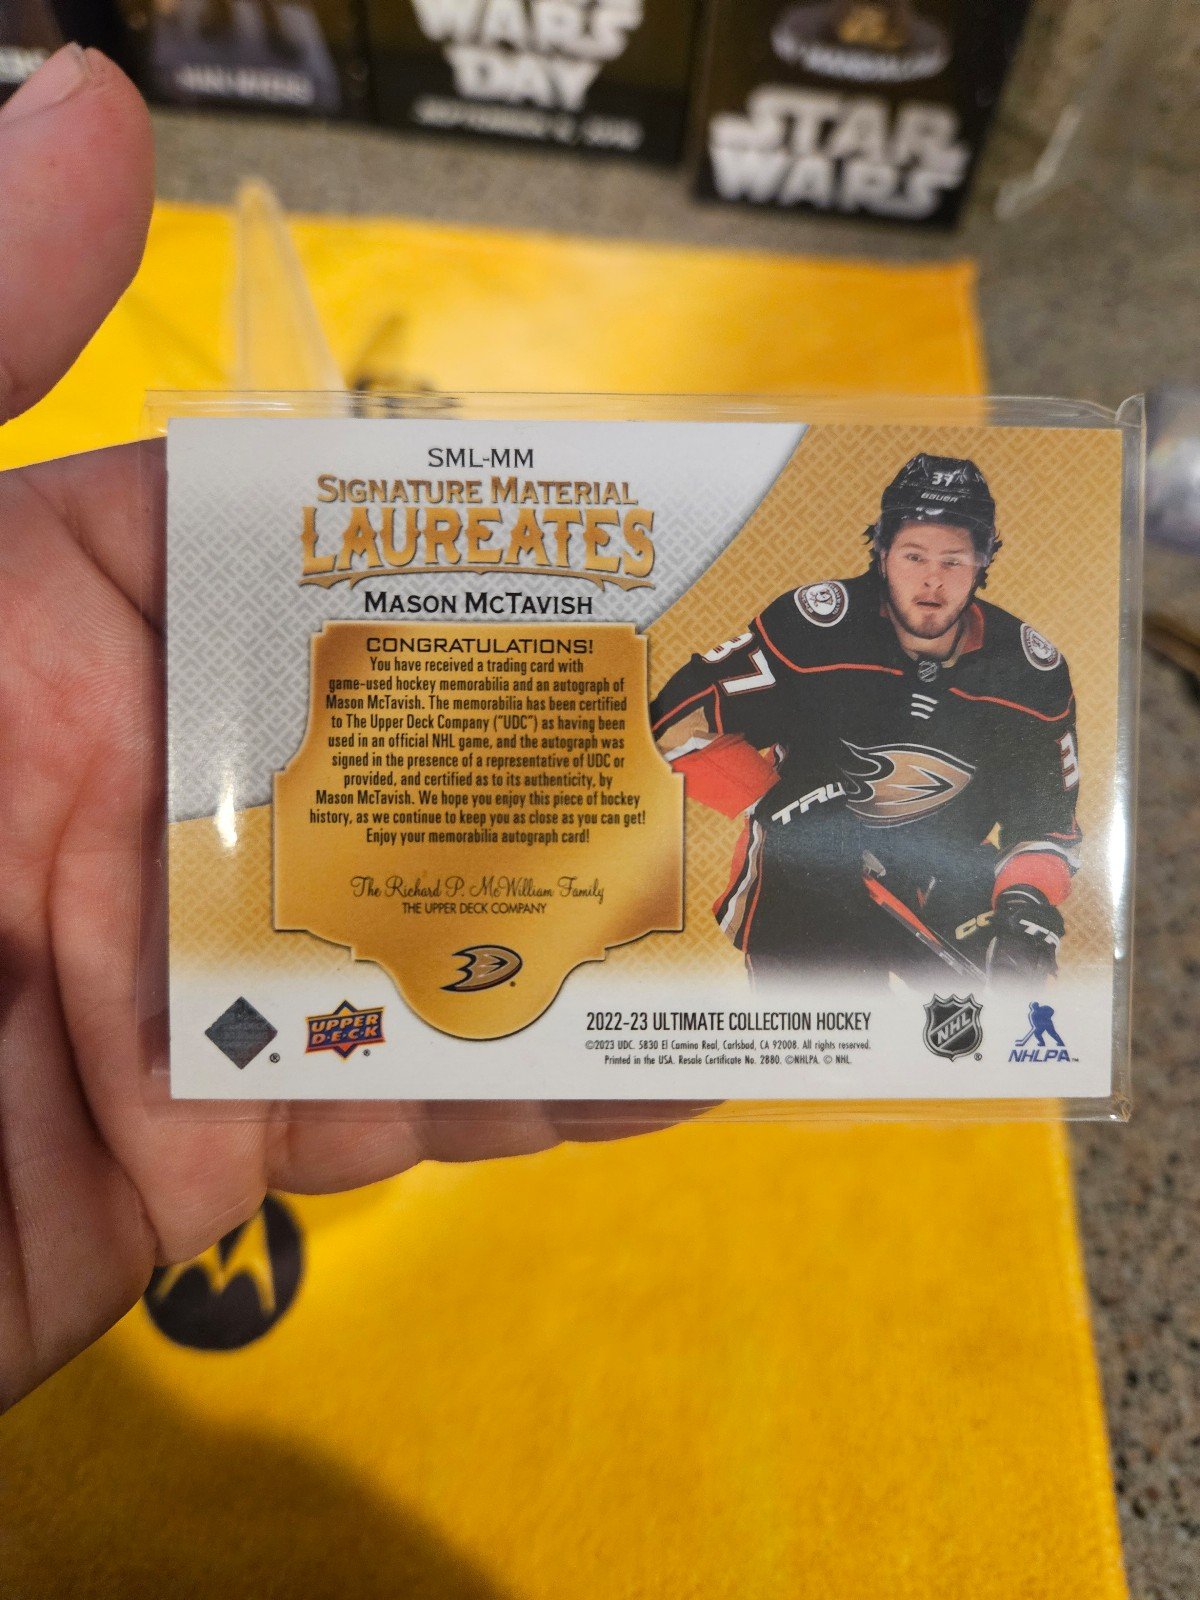 WARS
DAY
STAR
WARS
SML-MM
SIGNATURE MATERIAL
LAUREATES
MASON MCTAVISH
CONGRATULATIONS!
You have received a trading card with
game-used hockey memorabilia and an autograph of
Mason McTavish. The memorabilia has been certified
to The Upper Deck Company ("UDC") as having been
used in an official NHL game, and the autograph was
signed in the presence of a representative of UDC or
provided, and certified as to its authenticity, by
Mason McTavish. We hope you enjoy this piece of hockey
history, as we continue to keep you as close as you can get!
Enjoy your memorabilia autograph card!
The Richard P. McWilliam Family
THE UPPER DECK COMPANY
37
BAUER
37
3
TRU
CC
®
UPPER
D·E·C·K
®
2022-23 ULTIMATE COLLECTION HOCKEY
©2023 UDC. 5830 El Camino Real, Carlsbad, CA 92008. All rights reserved.
Printed in the USA. Resale Certificate No. 2880. ©NHLPA. © NHL.
NHL
®
NHLPA™